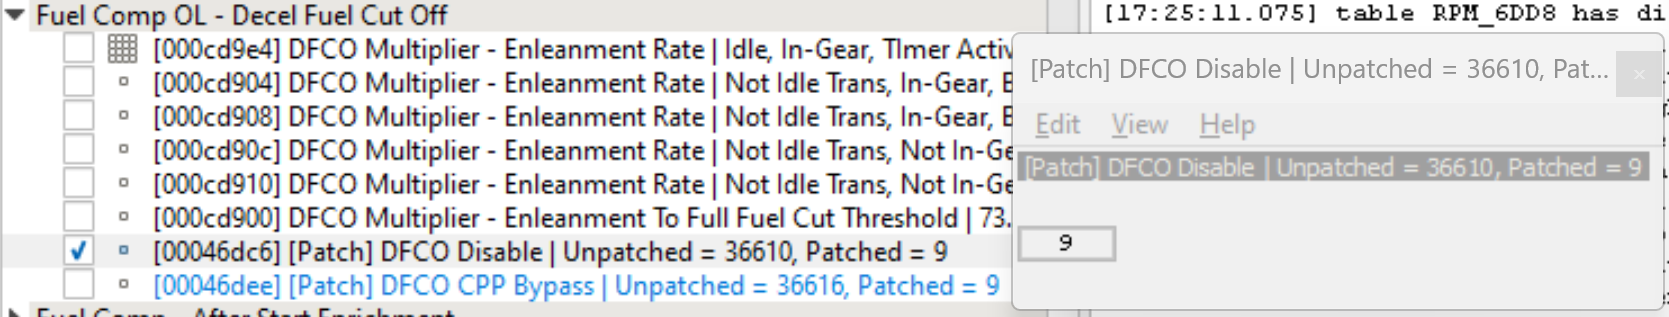 Fuel Comp OL - Decel Fuel Cut Off
[000cd9e4] DFCO Multiplier - Enleanment Rate | Idle, In-Gear, TImer Activ
[000cd904] DFCO Multiplier - Enleanment Rate | Not Idle Trans, In-Gear,
[000cd908] DFCO Multiplier - Enleanment Rate | Not Idle Trans, In-Gear,
[000cd90c] DFCO Multiplier - Enleanment Rate | Not Idle Trans, Not In-Ge
[000cd910] DFCO Multiplier - Enleanment Rate | Not Idle Trans, Not In-Ge
[000cd900] DFCO Multiplier - Enleanment To Full Fuel Cut Threshold | 73.
[00046dc6] [Patch] DFCO Disable | Unpatched = 36610, Patched = 9
[00046dee] [Patch] DFCO CPP Bypass | Unpatched = 36616, Patched = 9
Fuel Comp - After Start Enrichment
[17:25:11.075] table RPM_6DD8 has di
[Patch] DFCO Disable | Unpatched = 36610, Pat...
Edit View Help
[Patch] DFCO Disable | Unpatched = 36610, Patched = 9
9